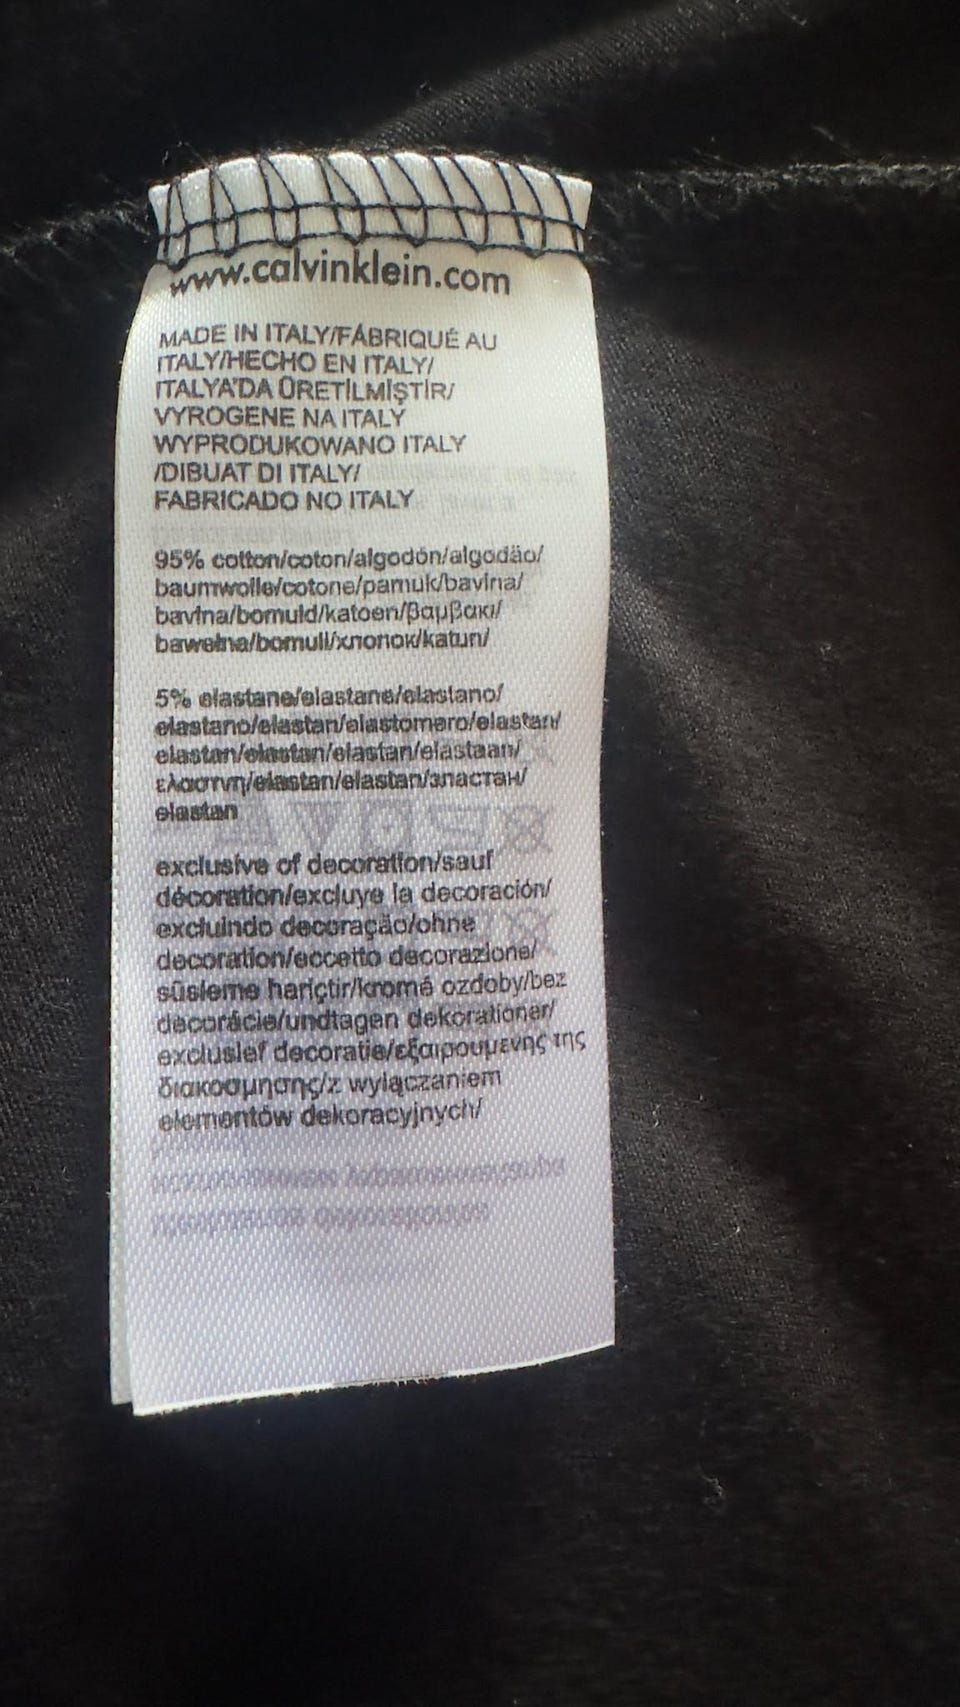 www.calvinklein.com
MADE IN ITALY/FÁBRIQUÉ AU
ITALY/HECHO EN ITALY/
ITALYA'DA ÜRETİLMİŞTİR/
VYROGENE NA ITALY
WYPRODUKOWANO ITALY
/DIBUAT DI ITALY/
FABRICADO NO ITALY
95% cotton/coton/algodón/algodäo/
baumwolle/cotone/pamuk/bavlna/
bavlna/bomuld/katoen/βαμβακι/
bawełna/bomull/хлопок/katun/
5% elastane/elastane/elastano/
elastano/elastan/elastomero/elastan/
elastan/elastan/elastan/elastaan/
ελαστνη/elastan/elastan/эластан/
elastan
exclusive of decoration/sauf
décoration/excluye la decoración/
excluindo decoração/ohne
decoration/eccetto decorazione/
süsleme hariçtir/kromé ozdoby/bez
decorácie/undtagen dekorationer/
exclusief decoratie/εξαιρουμενης της
διακοσμησης/z wyłączaniem
elementów dekoracyjnych/